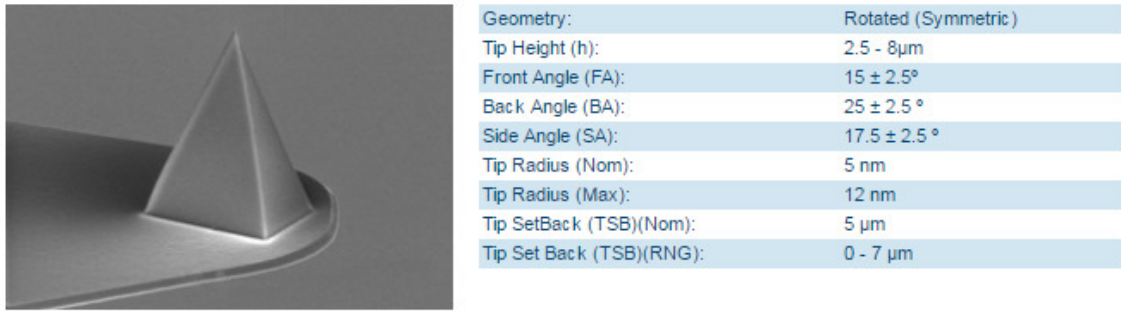 Geometry: Rotated (Symmetric)
Tip Height (h): 2.5 - 8μm
Front Angle (FA): 15 ± 2.5º
Back Angle (BA): 25 ± 2.5 º
Side Angle (SA): 17.5 ± 2.5 º
Tip Radius (Nom): 5 nm
Tip Radius (Max): 12 nm
Tip SetBack (TSB)(Nom): 5 μm
Tip Set Back (TSB)(RNG): 0 - 7 μm